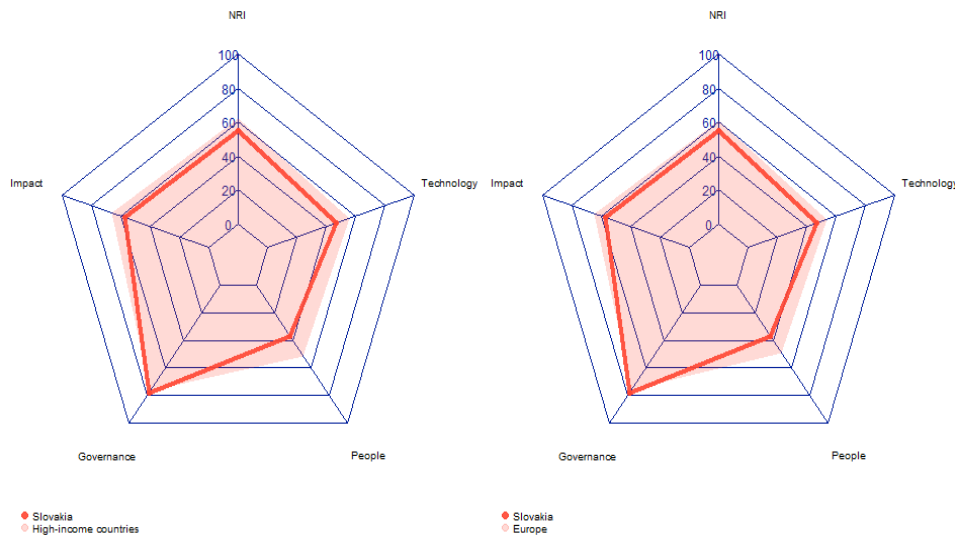 NRI
100
80
60
40
20
0
Impact
Technology
Governance
People
Slovakia
High-income countries
NRI
100
80
60
40
20
0
Impact
Technology
Governance
People
Slovakia
Europe